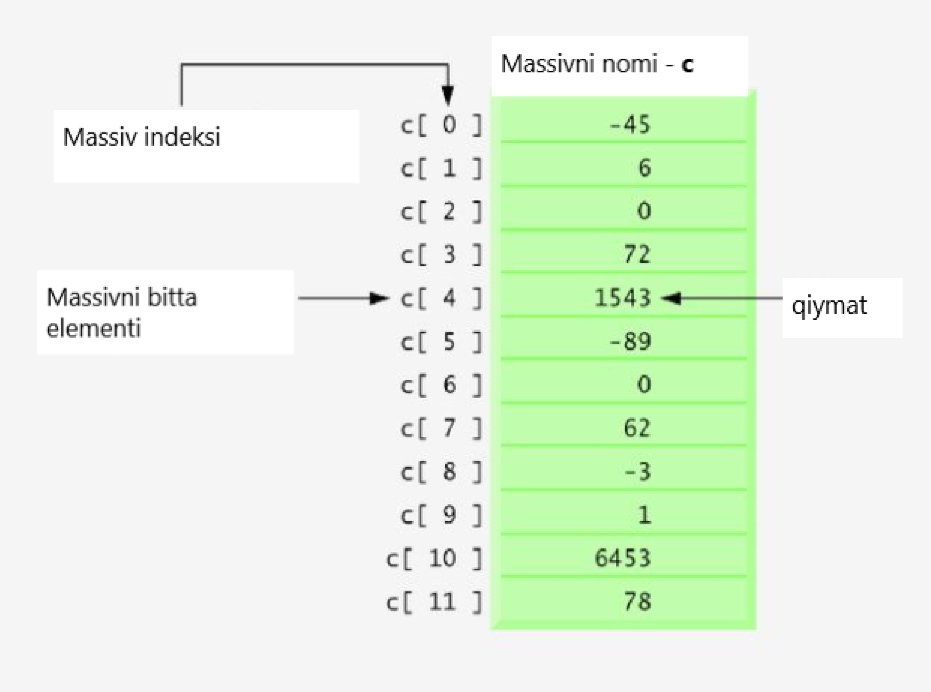 Massivni nomi - c
Massiv indeksi
c[ 0 ] -45
c[ 1 ] 6
c[ 2 ] 0
c[ 3 ] 72
Massivni bitta
elementi
c[ 4 ] 1543
qiymat
c[ 5 ] -89
c[ 6 ] 0
c[ 7 ] 62
c[ 8 ] -3
c[ 9 ] 1
c[ 10 ] 6453
c[ 11 ] 78